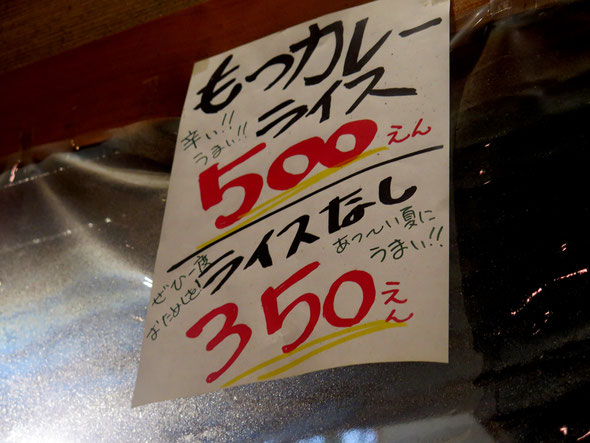 もつカレー
ライス
辛い!!
うまい!!
500えん
ライスなし
ぜひ一度
おためしを!
あつ〜い夏に
うまい!!
350えん